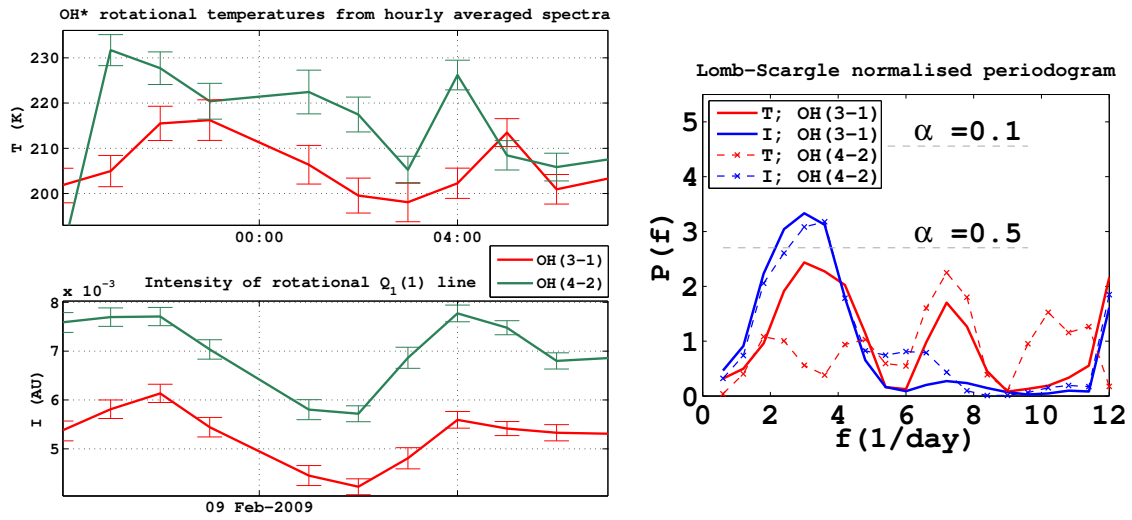 OH* rotational temperatures from hourly averaged spectra
T (K)
230
220
210
200
00:00
04:00
OH(3-1)
OH(4-2)
Intensity of rotational Q₁(1) line
x 10⁻³
I (AU)
8
7
6
5
09 Feb-2009
Lomb-Scargle normalised periodogram
T; OH(3-1)
I; OH(3-1)
T; OH(4-2)
I; OH(4-2)
α =0.1
α =0.5
P(f)
5
4
3
2
1
0
0
2
4
6
8
10
12
f(1/day)